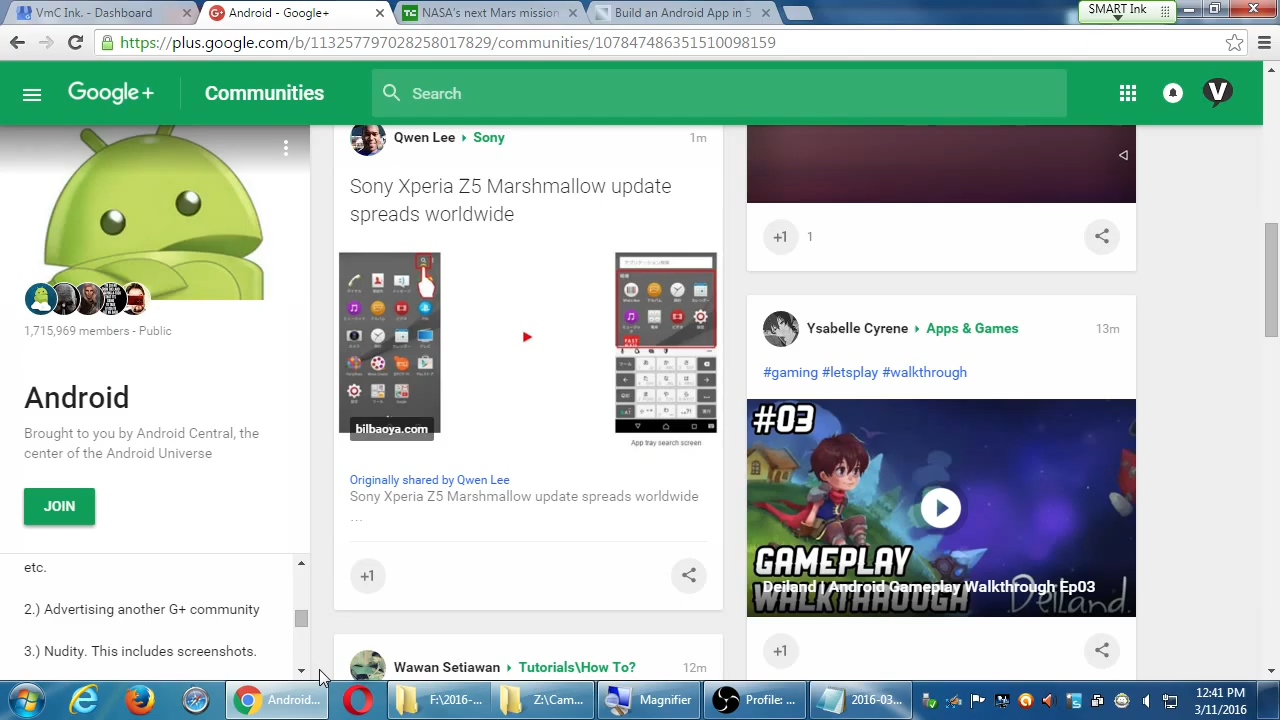 VmC Ink. - Dashboard
Android - Google+
NASA's next Mars mission
Build an Android App in 5
SMART Ink
https://plus.google.com/b/113257797028258017829/communities/107847486351510098159
Google+
Communities
Search
V
Qwen Lee
Sony
1m
Sony Xperia Z5 Marshmallow update
spreads worldwide
bilbaoya.com
App tray search screen
Originally shared by Qwen Lee
Sony Xperia Z5 Marshmallow update spreads worldwide
...
+1
Wawan Setiawan
Tutorials\How To?
12m
+1
1
Ysabelle Cyrene
Apps & Games
13m
#gaming #letsplay #walkthrough
#03
GAMEPLAY
WALKTHROUGH
Deiland
Deiland | Android Gameplay Walkthrough Ep03
+1
1,715,969 members - Public
Android
Brought to you by Android Central, the
center of the Android Universe
JOIN
etc.
2.) Advertising another G+ community
3.) Nudity. This includes screenshots.
Android...
F:\2016-...
Z:\Cam...
Magnifier
Profile: ...
2016-03...
12:41 PM
3/11/2016